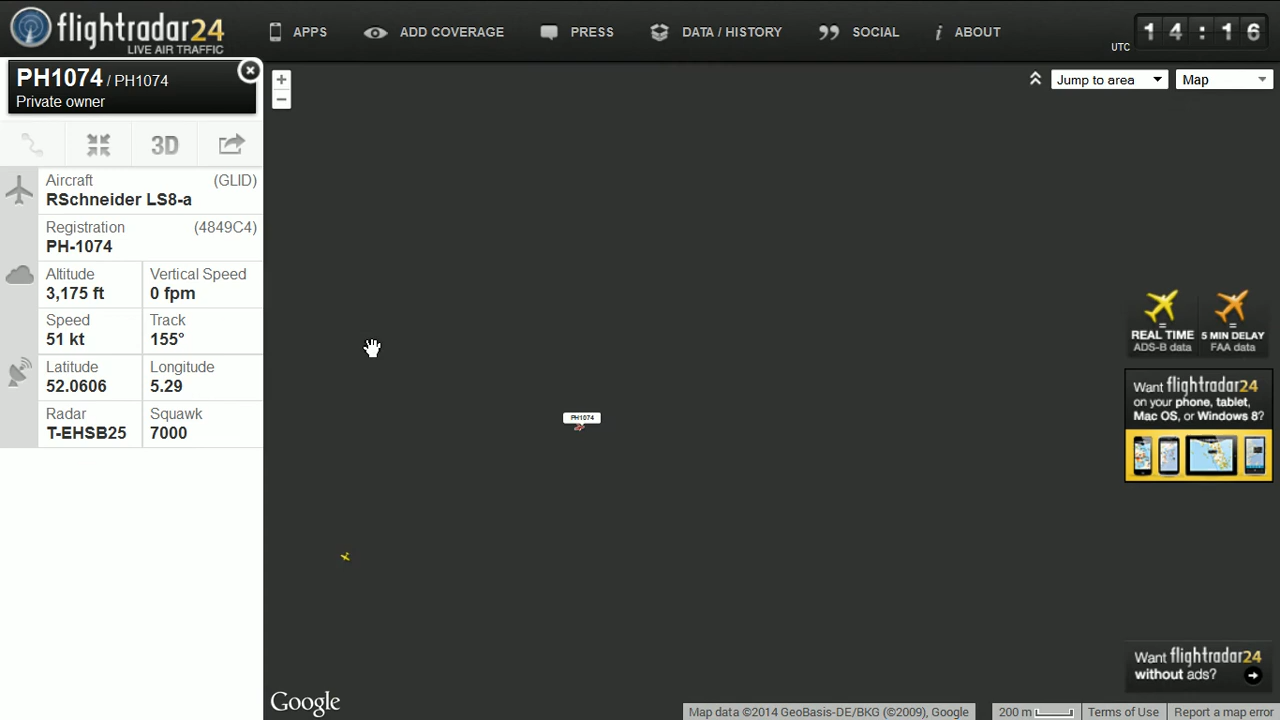 flightradar24
LIVE AIR TRAFFIC
APPS
ADD COVERAGE
PRESS
DATA / HISTORY
SOCIAL
ABOUT
UTC
14:16
PH1074 / PH1074
Private owner
Jump to area
Map
+
−
3D
Aircraft (GLID)
RSchneider LS8-a
Registration (4849C4)
PH-1074
Altitude Vertical Speed
3,175 ft 0 fpm
Speed Track
51 kt 155°
Latitude Longitude
52.0606 5.29
Radar Squawk
T-EHSB25 7000
PH1074
REAL TIME 5 MIN DELAY
ADS-B data FAA data
Want flightradar24
on your phone, tablet,
Mac OS, or Windows 8?
Want flightradar24
without ads?
Google
Map data ©2014 GeoBasis-DE/BKG (©2009), Google
200 m
Terms of Use
Report a map error